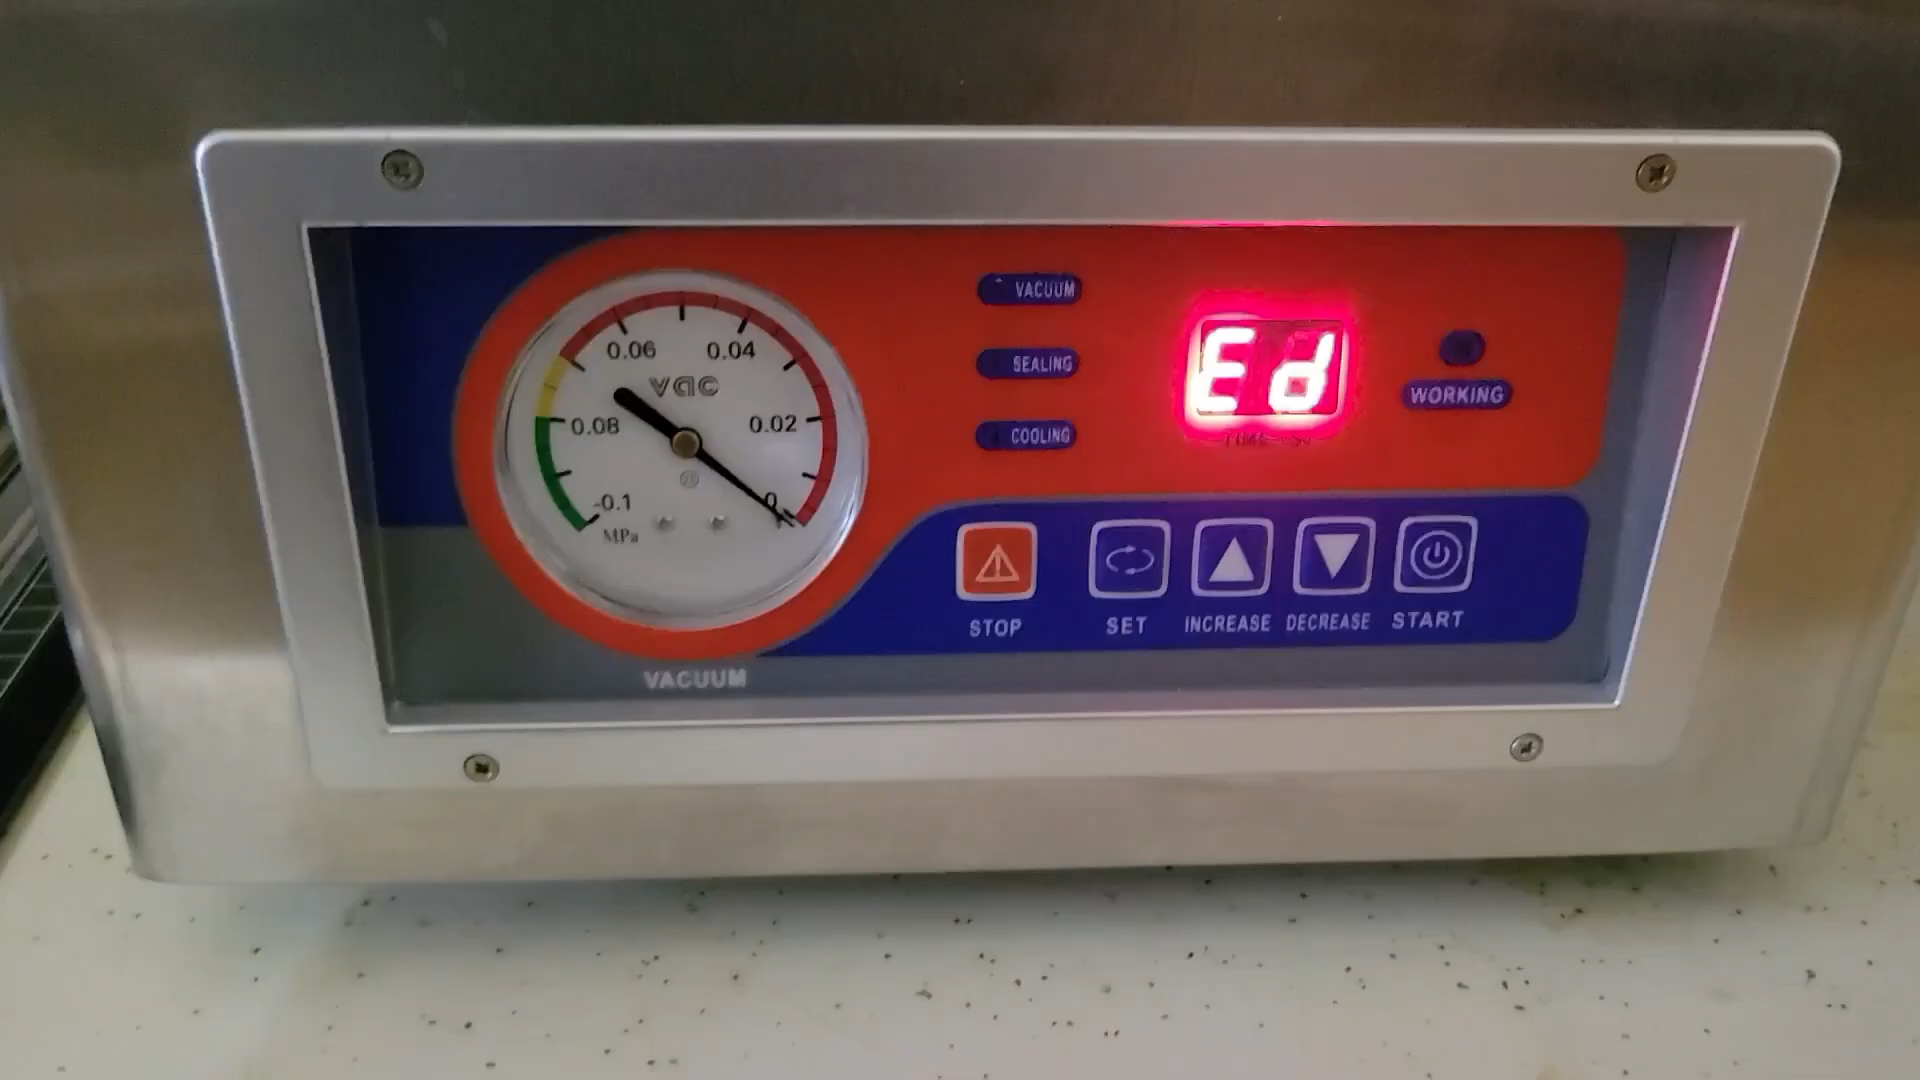 0.06 0.04
vac
0.08 0.02
-0.1 0
MPa
VACUUM
VACUUM
SEALING
COOLING
Ed
WORKING
STOP
SET
INCREASE
DECREASE
START